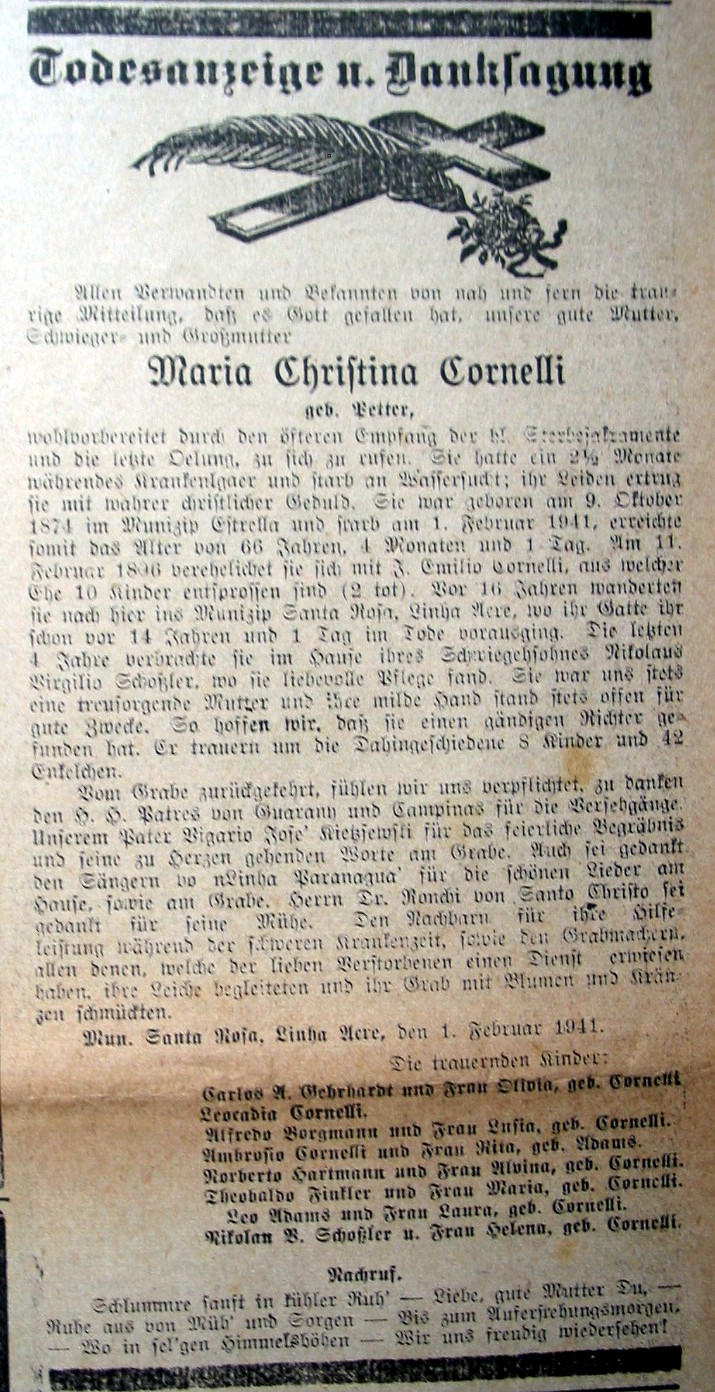 Todesanzeige u. Danksagung
Allen Verwandten und Bekannten von nah und fern die trau-
rige Mitteilung, daß es Gott gefallen hat, unsere gute Mutter,
Schwieger- und Großmutter
Maria Christina Cornelli
geb. Petter,
wohlvorbereitet durch den öfteren Empfang der hl. Sterbesakramente
und die letzte Oelung, zu sich zu rufen. Sie hatte ein 2½ Monate
währendes Krankenlgaer und starb an Wassersucht; ihr Leiden ertrug
sie mit wahrer christlicher Geduld. Sie war geboren am 9. Oktober
1874 im Munizip Estrella und starb am 1. Februar 1941, erreichte
somit das Alter von 66 Jahren, 4 Monaten und 1 Tag. Am 11.
Februar 1896 verehelichet sie sich mit J. Emilio Cornelli, aus welcher
Ehe 10 Kinder entsprossen sind (2 tot). Vor 16 Jahren wanderten
sie nach hier ins Munizip Santa Rosa, Linha Acre, wo ihr Gatte ihr
schon vor 14 Jahren und 1 Tag im Tode vorausging. Die letzten
4 Jahre verbrachte sie im Hause ihres Schwiegehsohnes Nikolaus
Virgilio Schoßler, wo sie liebevolle Pflege fand. Sie war uns stets
eine treusorgende Mutter und ihre milde Hand stand stets offen für
gute Zwecke. So hoffen wir, daß sie einen gändigen Richter ge-
funden hat. Er trauern um die Dahingeschiedene 8 Kinder und 42
Enkelchen.
Vom Grabe zurückgekehrt, fühlen wir uns verpflichtet, zu danken
den H. H. Patres von Guarany und Campinas für die Versehgänge.
Unserem Pater Vigario Jose' Kietzjewsti für das feierliche Begräbnis
und seine zu Herzen gehenden Worte am Grabe. Auch sei gedankt
den Sängern vo nLinha Paranagua' für die schönen Lieder am
Hause, sowie am Grabe. Herrn Dr. Ronchi von Santo Christo sei
gedankt für seine Mühe. Den Nachbarn für ihre Hilfe-
leistung während der schweren Krankenzeit, sowie den Grabmachern,
allen denen, welche der lieben Verstorbenen einen Dienst erwiesen
haben, ihre Leiche begleiteten und ihr Grab mit Blumen und Krän-
zen schmückten.
Mun. Santa Rosa, Linha Acre, den 1. Februar 1941.
Die trauernden Kinder:
Carlos A. Gehrhardt und Frau Olivia, geb. Cornelli
Leocadia Cornelli.
Alfredo Borgmann und Frau Lusia, geb. Cornelli.
Ambrosio Cornelli und Frau Rita, geb. Adams.
Norberto Hartmann und Frau Alvina, geb. Cornelli.
Theobaldo Finkler und Frau Maria, geb. Cornelli.
Leo Adams und Frau Laura, geb. Cornelli.
Nikolau V. Schoßler u. Frau Helena, geb. Cornelli.
Nachruf.
Schlummre sanft in kühler Ruh' — Liebe, gute Mutter Du, —
Ruhe aus von Müh' und Sorgen — Bis zum Auferstehungsmorgen,
— Wo in sel'gen Himmelshöhen — Wir uns freudig wiedersehen!